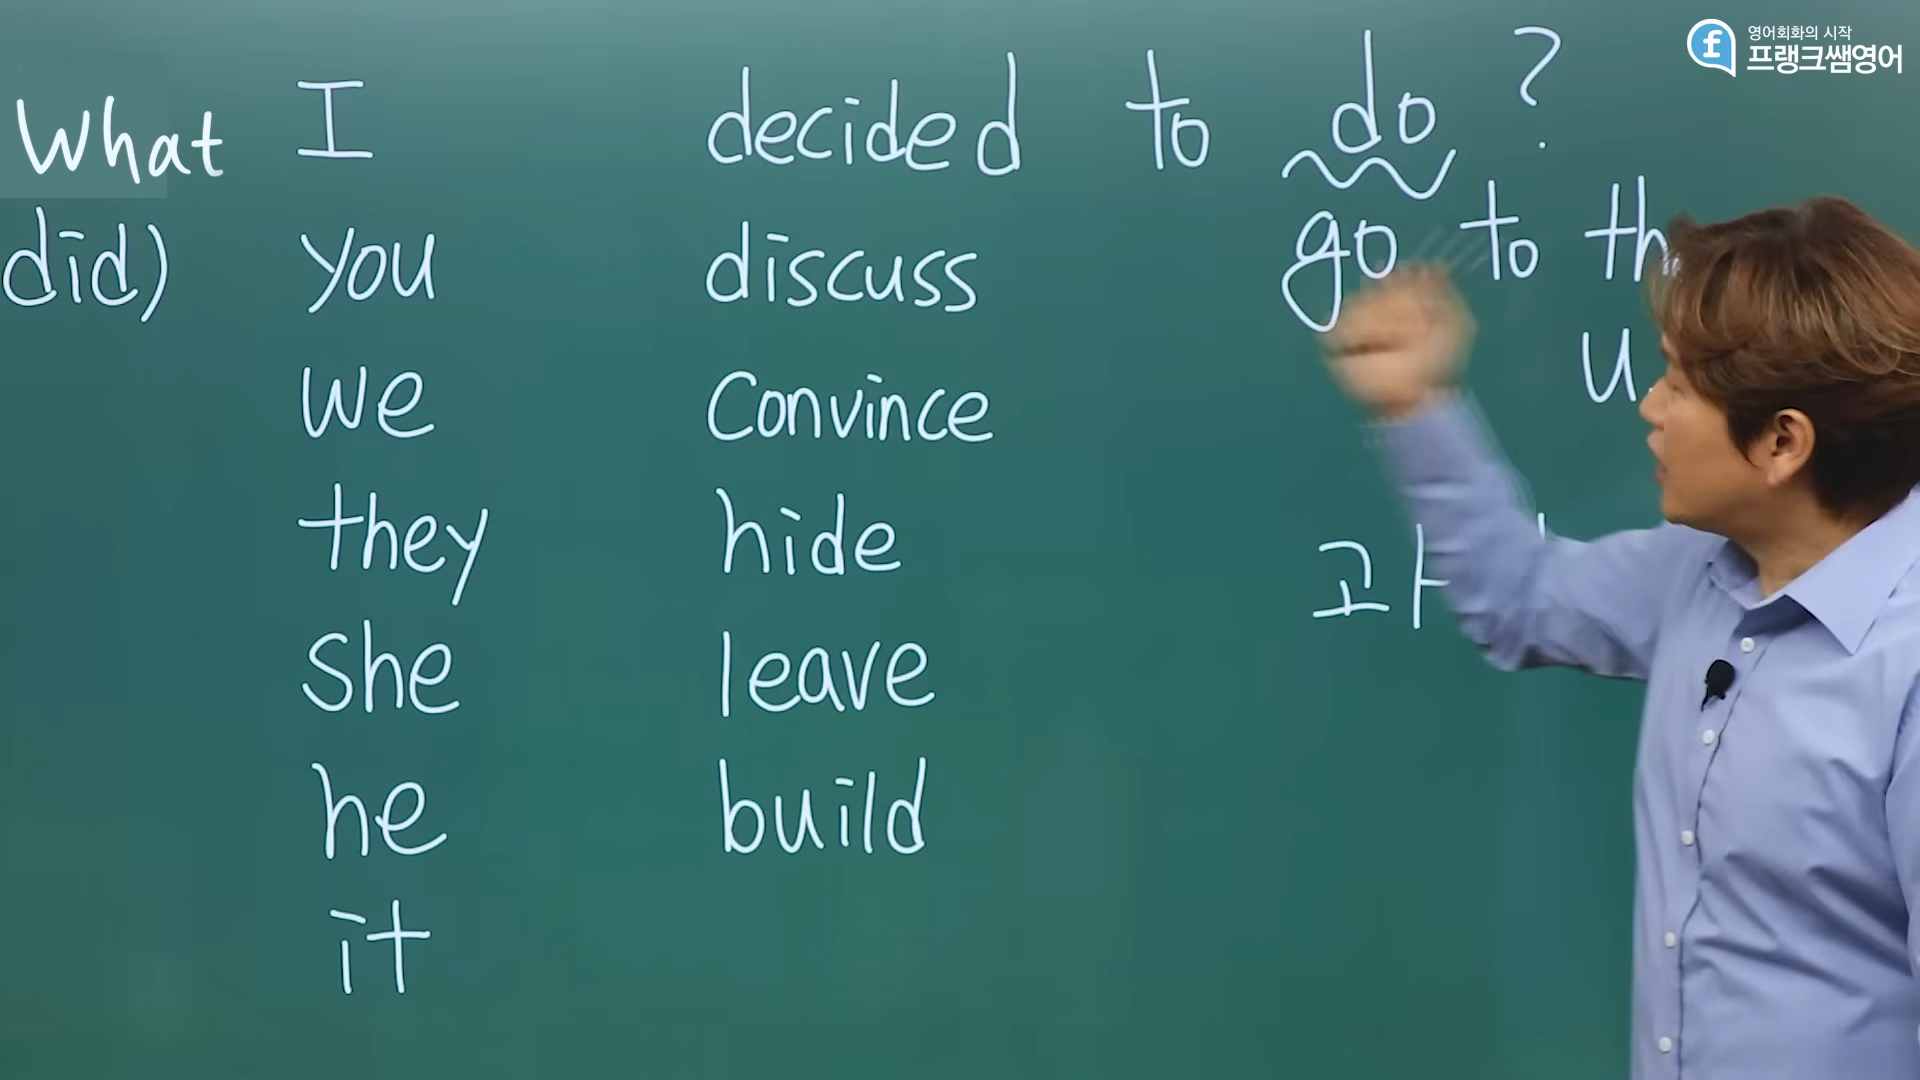 영어회화의 시작
프랭크쌤영어
What I decided to do ?
did) you discuss go to
we convince
they hide 과
she leave
he build
it